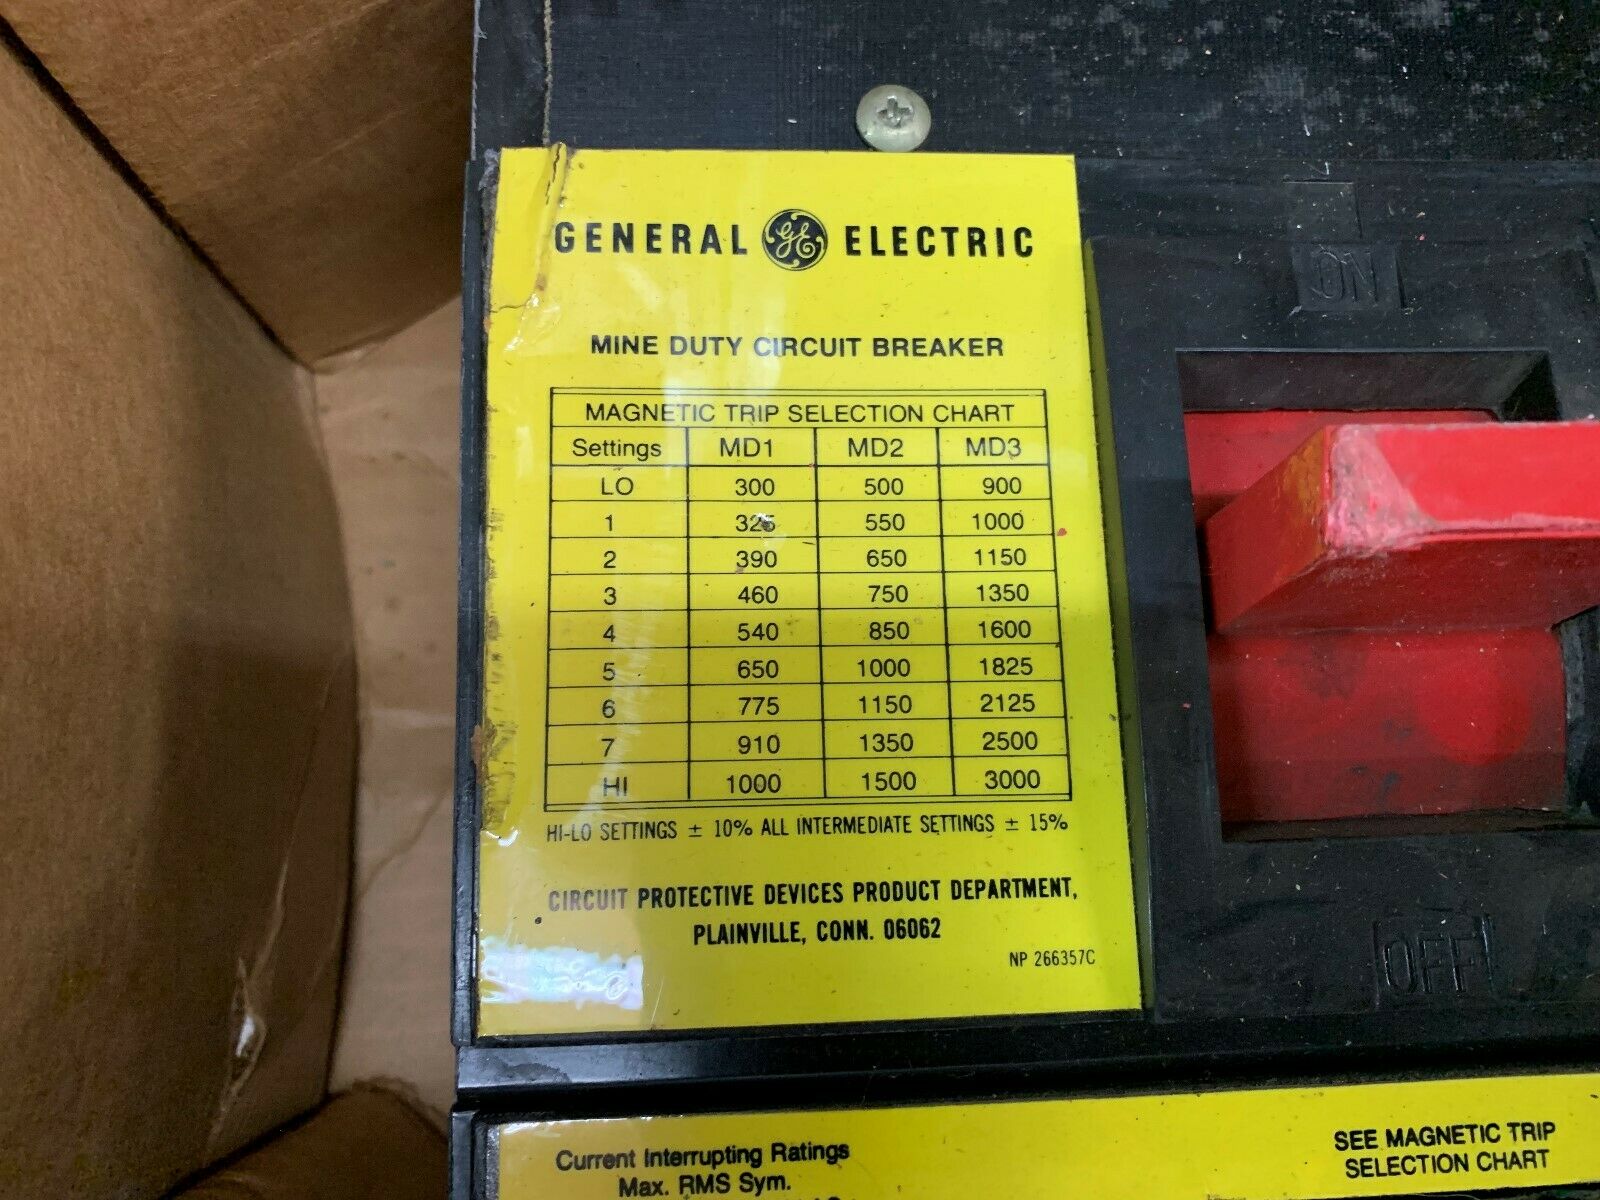 GENERAL GE ELECTRIC
MINE DUTY CIRCUIT BREAKER
MAGNETIC TRIP SELECTION CHART
Settings MD1 MD2 MD3
LO 300 500 900
1 325 550 1000
2 390 650 1150
3 460 750 1350
4 540 850 1600
5 650 1000 1825
6 775 1150 2125
7 910 1350 2500
HI 1000 1500 3000
HI-LO SETTINGS ± 10% ALL INTERMEDIATE SETTINGS ± 15%
CIRCUIT PROTECTIVE DEVICES PRODUCT DEPARTMENT,
PLAINVILLE, CONN. 06062
NP 266357C
ON
OFF
Current Interrupting Ratings
Max. RMS Sym.
SEE MAGNETIC TRIP
SELECTION CHART